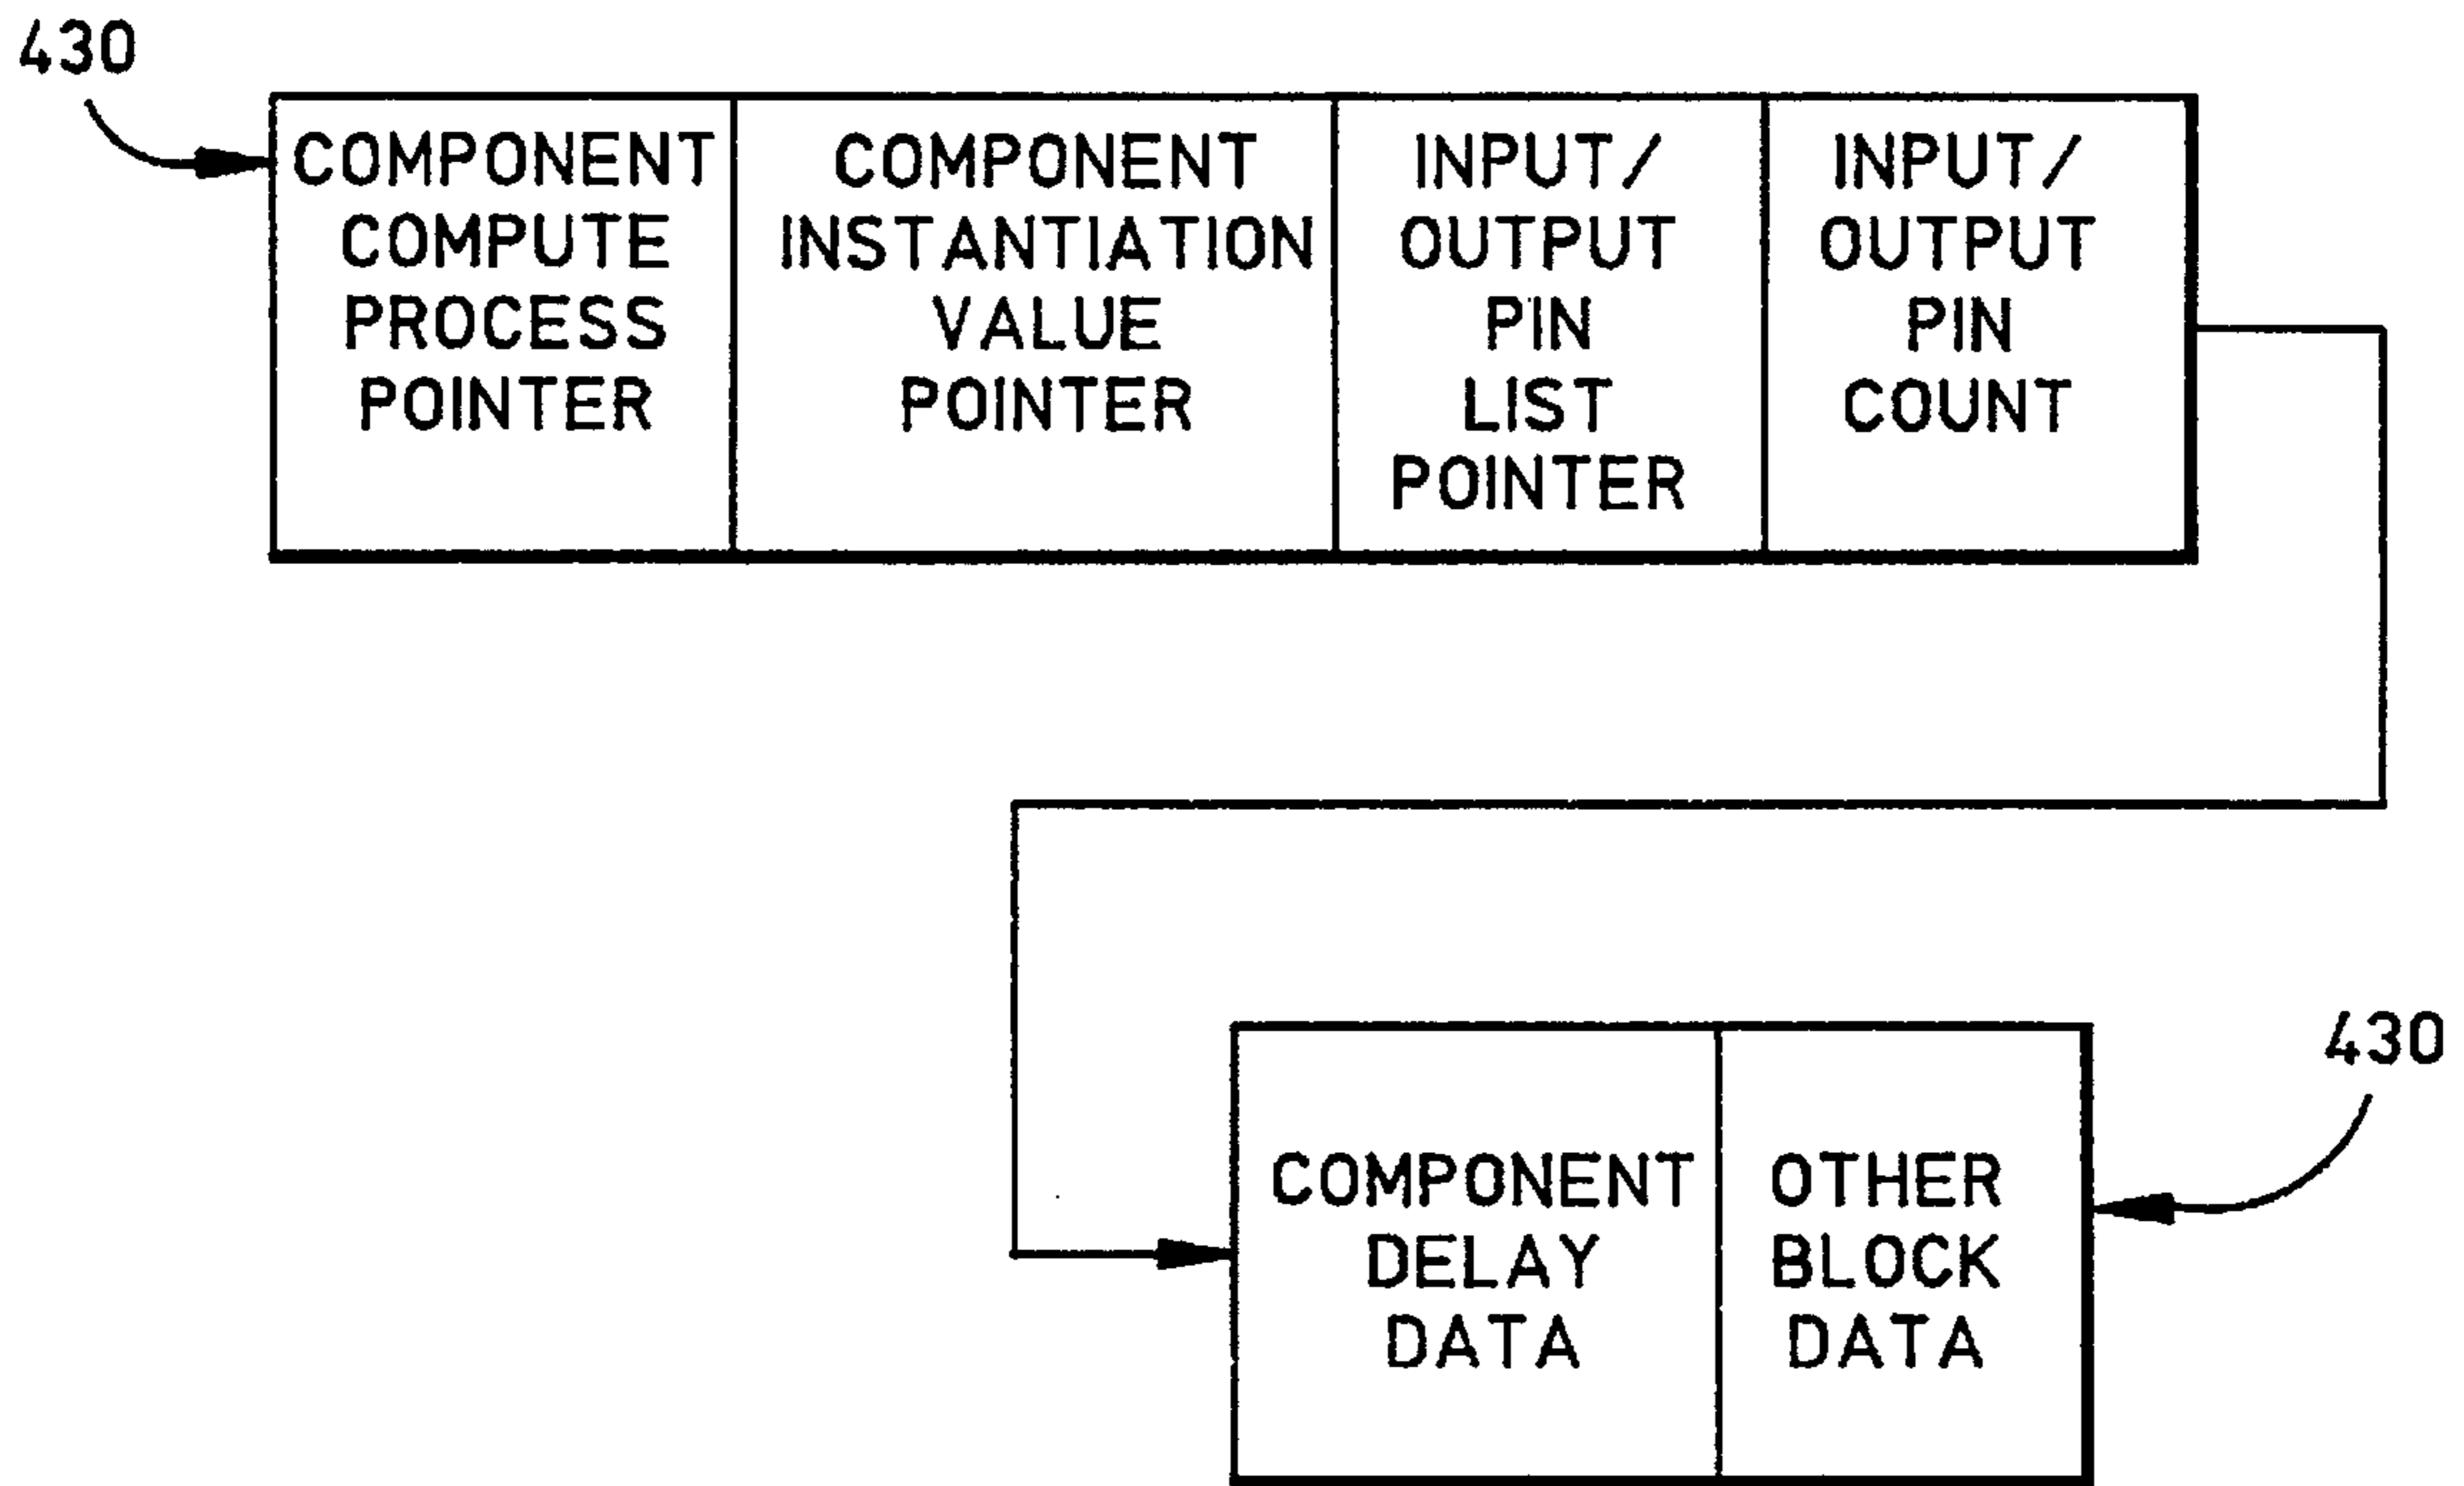 430
COMPONENT
COMPUTE
PROCESS
POINTER
COMPONENT
INSTANTIATION
VALUE
POINTER
INPUT/
OUTPUT
PIN
LIST
POINTER
INPUT/
OUTPUT
PIN
COUNT
COMPONENT
DELAY
DATA
OTHER
BLOCK
DATA
430